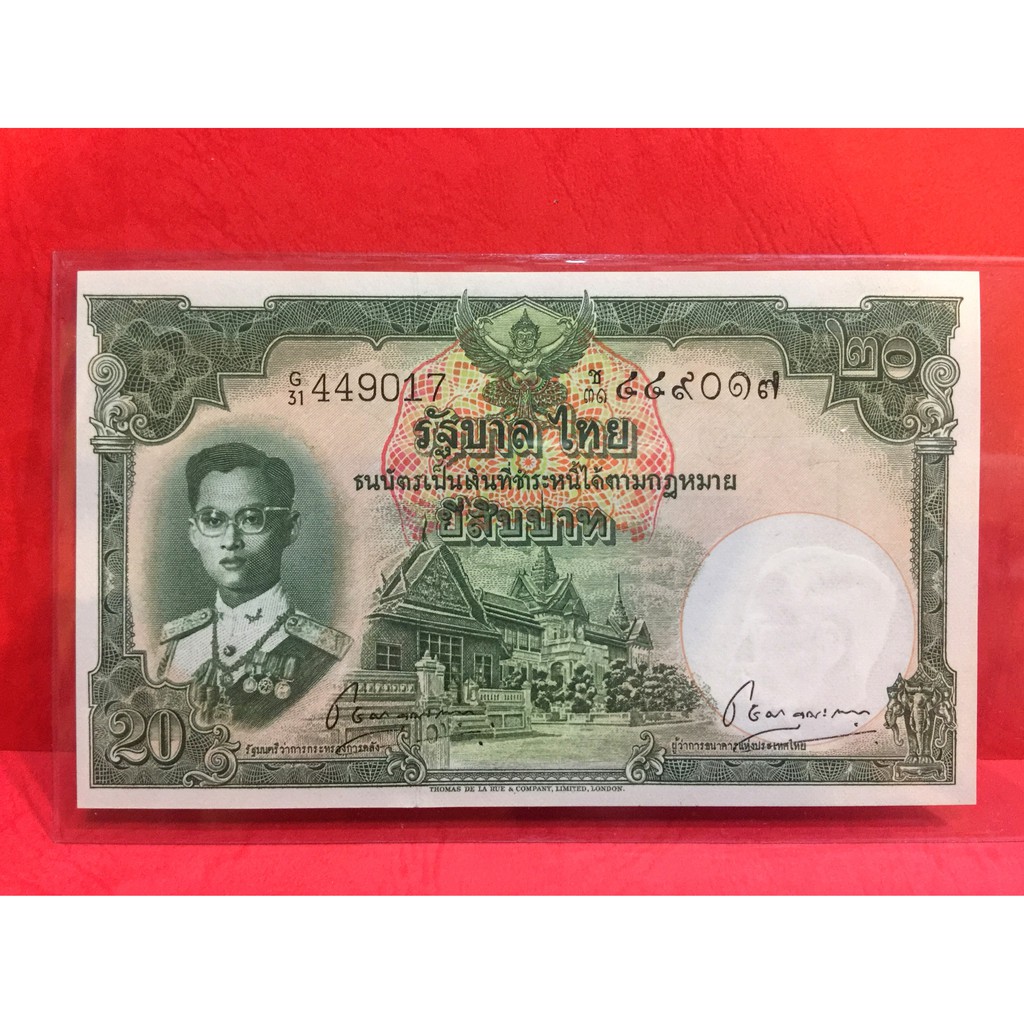 ๒๐
G/31 449017 ช/๓๑ ๔๔๙๐๑๗
รัฐบาลไทย
ธนบัตรเป็นเงินที่ชำระหนี้ได้ตามกฎหมาย
ยี่สิบบาท
20
รัฐมนตรีว่าการกระทรวงการคลัง ผู้ว่าการธนาคารแห่งประเทศไทย
THOMAS DE LA RUE & COMPANY, LIMITED, LONDON.